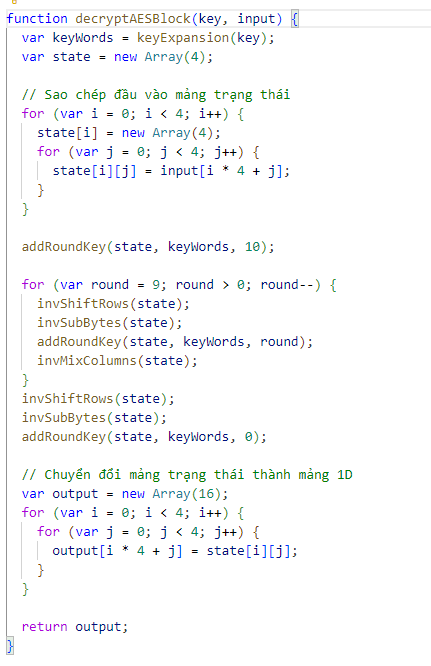 function decryptAESBlock(key, input) {
  var keyWords = keyExpansion(key);
  var state = new Array(4);

  // Sao chép đầu vào mảng trạng thái
  for (var i = 0; i < 4; i++) {
    state[i] = new Array(4);
    for (var j = 0; j < 4; j++) {
      state[i][j] = input[i * 4 + j];
    }
  }

  addRoundKey(state, keyWords, 10);

  for (var round = 9; round > 0; round--) {
    invShiftRows(state);
    invSubBytes(state);
    addRoundKey(state, keyWords, round);
    invMixColumns(state);
  }
  invShiftRows(state);
  invSubBytes(state);
  addRoundKey(state, keyWords, 0);

  // Chuyển đổi mảng trạng thái thành mảng 1D
  var output = new Array(16);
  for (var i = 0; i < 4; i++) {
    for (var j = 0; j < 4; j++) {
      output[i * 4 + j] = state[i][j];
    }
  }

  return output;
}